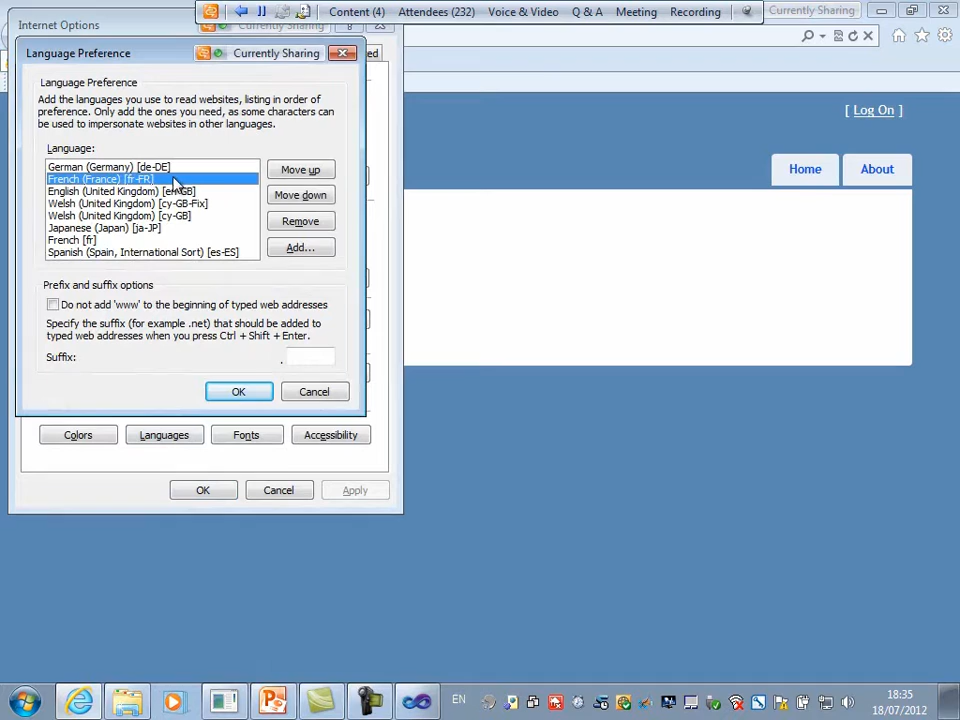 Internet Options
Content (4)
Attendees (232)
Voice & Video
Q & A
Meeting
Recording
Currently Sharing
Language Preference
Currently Sharing
ed
Language Preference
Add the languages you use to read websites, listing in order of
preference. Only add the ones you need, as some characters can
be used to impersonate websites in other languages.
Language:
German (Germany) [de-DE]
French (France) [fr-FR]
English (United Kingdom) [en-GB]
Welsh (United Kingdom) [cy-GB-Fix]
Welsh (United Kingdom) [cy-GB]
Japanese (Japan) [ja-JP]
French [fr]
Spanish (Spain, International Sort) [es-ES]
Move up
Move down
Remove
Add...
Prefix and suffix options
Do not add 'www' to the beginning of typed web addresses
Specify the suffix (for example .net) that should be added to
typed web addresses when you press Ctrl + Shift + Enter.
Suffix: .
OK
Cancel
Colors
Languages
Fonts
Accessibility
OK
Cancel
Apply
[ Log On ]
Home
About
EN
18:35
18/07/2012